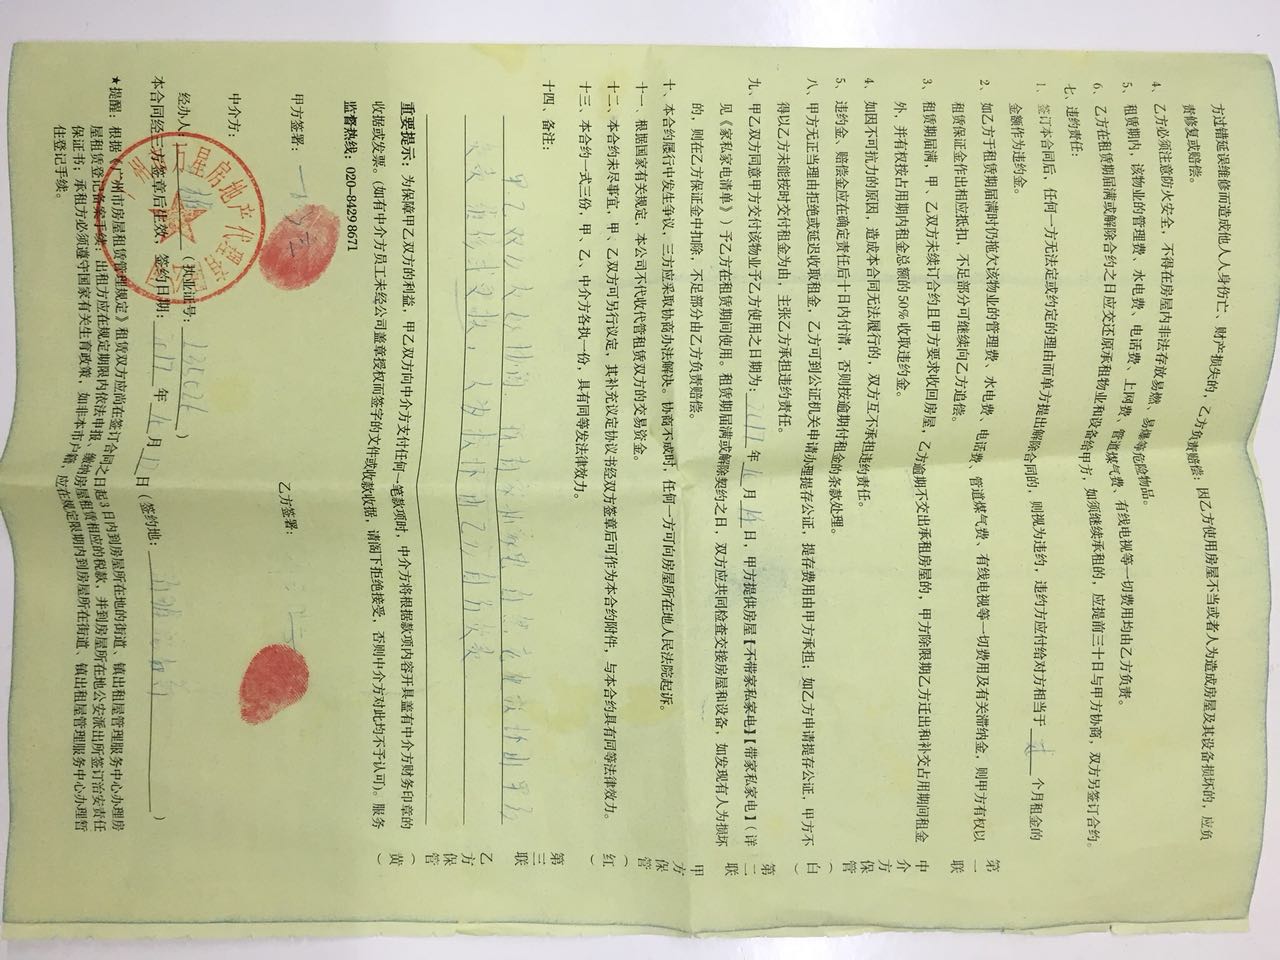 方过错延误维修而造成他人人身伤亡、财产损失的，乙方负责赔偿；因乙方使用房屋不当或者人为造成房屋及其设备损坏的，应负
责修复或赔偿。
4、乙方必须注意防火安全，不得在房屋内非法存放易燃、易爆等危险物品。
5、租赁期内，该物业的管理费、水电费、电话费、上网费、管道煤气费、有线电视等一切费用均由乙方负责。
6、乙方在租赁期届满或解除合约之日应交还原承租物业和设备给甲方，如须继续承租的，应提前三十日与甲方协商，双方另签订合约。
七、违约责任：
1、签订本合同后，任何一方无法定或约定的理由而单方提出解除合同的，则视为违约，违约方应付给对方相当于 个月租金的
金额作为违约金。
2、如乙方于租赁期届满时仍拖欠该物业的管理费、水电费、电话费、管道煤气费、有线电视等一切费用及有关滞纳金，则甲方有权以
租赁保证金作出相应抵扣，不足部分可继续向乙方追偿。
3、租赁期届满，甲、乙双方未续订合约且甲方要求收回房屋，乙方逾期不交出承租房屋的，甲方除限期乙方迁出和补交占用期间租金
外，并有权按占用期内租金总额的50%收取违约金。
4、如因不可抗力的原因，造成本合同无法履行的，双方互不承担违约责任。
5、违约金、赔偿金应在确定责任后十日内付清，否则按逾期付租金的条款处理。
八、甲方无正当理由拒绝或延迟收取租金，乙方可到公证机关申请办理提存公证，提存费用由甲方承担；如乙方申请提存公证，甲方不
得以乙方未能按时交付租金为由，主张乙方承担违约责任。
九、甲乙双方同意甲方交付该物业予乙方使用之日期为：2017年 月14日，甲方提供房屋【不带家私家电】【带家私家电】（详
见《家私家电清单》）予乙方在租赁期间使用。租赁期届满或解除契约之日，双方应共同检查交接房屋和设备，如发现有人为损坏
的，则在乙方保证金中扣除，不足部分由乙方负责赔偿。
十、本合约履行中发生争议，三方应采取协商办法解决。协商不成时，任何一方可向房屋所在地人民法院起诉。
十一、根据国家有关规定，本公司不代收代管租赁双方的交易资金。
十二、本合约未尽事宜，甲、乙双方可另行议定，其补充议定协议书经双方签章后可作为本合约附件，与本合约具有同等法律效力。
十三、本合约一式三份，甲、乙、中介方各执一份，具有同等发法律效力。
十四、备注：
甲乙双方友好协商，所有家私家电自然老化损坏由甲方
负责维修或更换，人为损坏由乙方自行负责
重要提示：为保障甲乙双方的利益，甲乙双方向中介方支付任何一笔款项时，中介方将根据款项内容开具盖有中介方财务印章的
收据或发票。(如有中介方员工未经公司盖章授权而签字的文件或收款收据，请阁下拒绝接受，否则中介方对此均不予认可)。服务
监督热线：020-8429 8671
甲方签署：
乙方签署：
中介方：
经办人： （执业证号：235026）
本合同经三方签章后生效，签约日期：2017年 月12日（签约地： ）
★提醒：根据《广州市房屋租赁管理规定》租赁双方应尚在签订合同之日起3日内到房屋所在地的街道、镇出租屋管理服务中心办理房
屋租赁登记备案手续；出租方应在规定期限内依法申报、缴纳房屋租赁相应的税款，并到房屋所在地公安派出所签订治安责任
保证书；承租方必须遵守国家有关生育政策，如非本市户籍，应在规定限期内到房屋所在街道、镇出租屋管理服务中心办理暂
住登记手续。
第一联 中介方保管（白） 第二联 甲方保管（红） 第三联 乙方保管（黄）
房地产代理有限公司